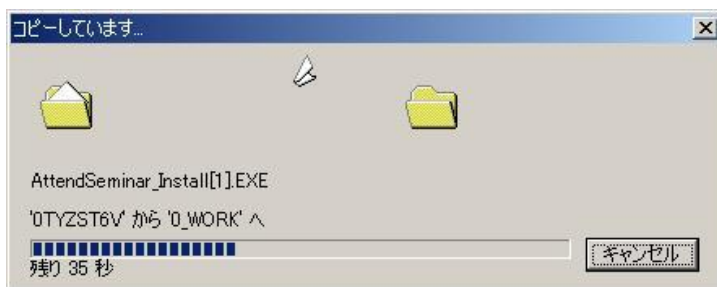 コピーしています...
AttendSeminar_Install[1].EXE
'0TYZST6V' から '0_WORK' へ
残り 35 秒
キャンセル